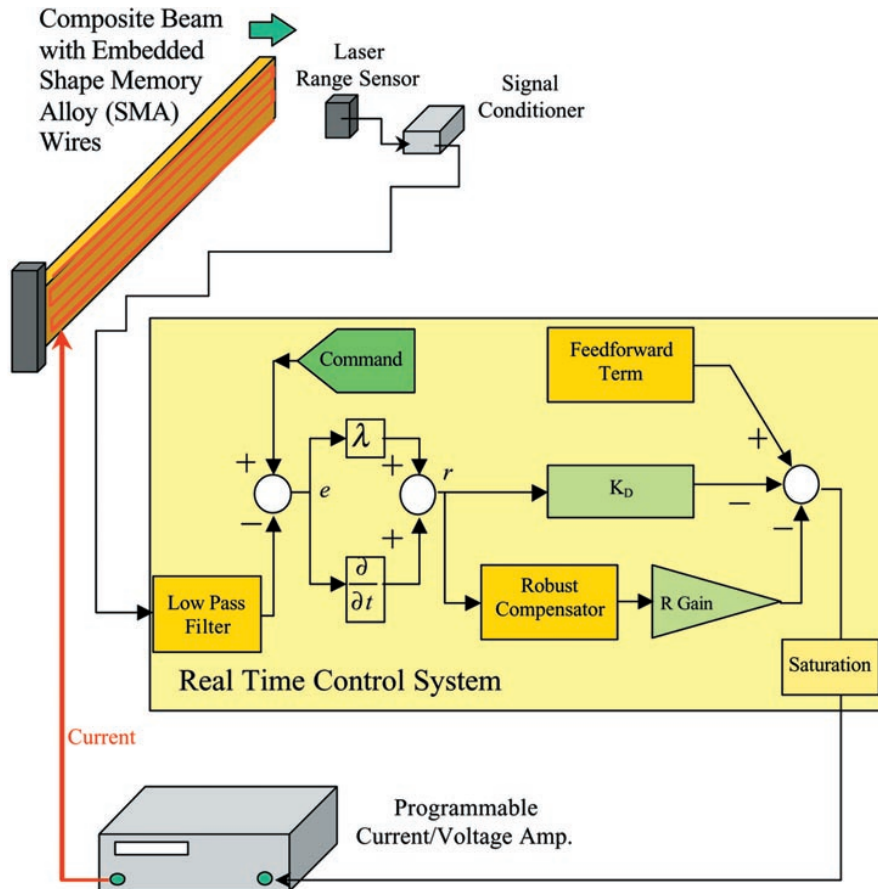 Composite Beam
with Embedded
Shape Memory
Alloy (SMA)
Wires
Laser
Range Sensor
Signal
Conditioner
Command
Feedforward
Term
+
λ
+
r
+
−
e
K_D
−
−
+
∂
∂t
Low Pass
Filter
Robust
Compensator
R Gain
Saturation
Real Time Control System
Current
Programmable
Current/Voltage Amp.